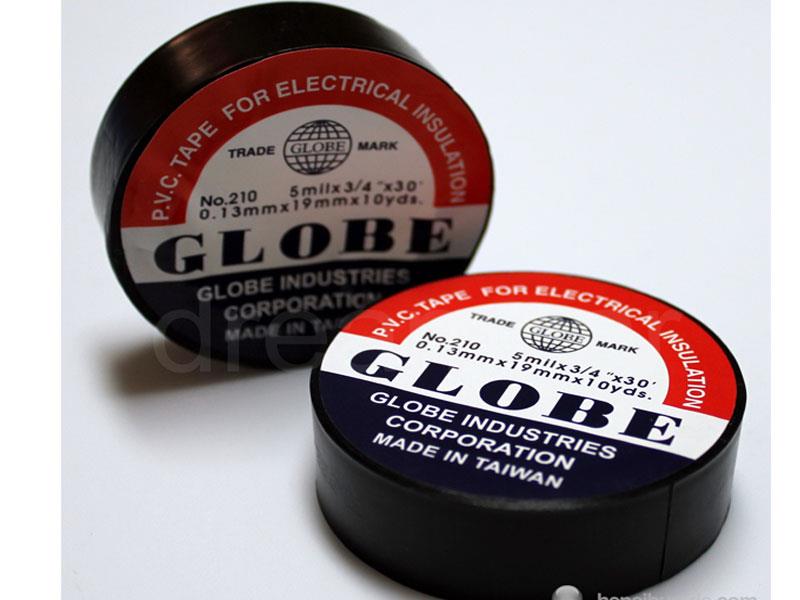 P.V.C. TAPE FOR ELECTRICAL INSULATION
TRADE GLOBE MARK
No.210 5milx3/4"x30'
0.13mmx19mmx10yds.
GLOBE
GLOBE INDUSTRIES
CORPORATION
MADE IN
P.V.C. TAPE FOR ELECTRICAL INSULATION
TRADE GLOBE MARK
No.210 5milx3/4"x30'
0.13mmx19mmx10yds.
GLOBE
GLOBE INDUSTRIES
CORPORATION
MADE IN TAIWAN